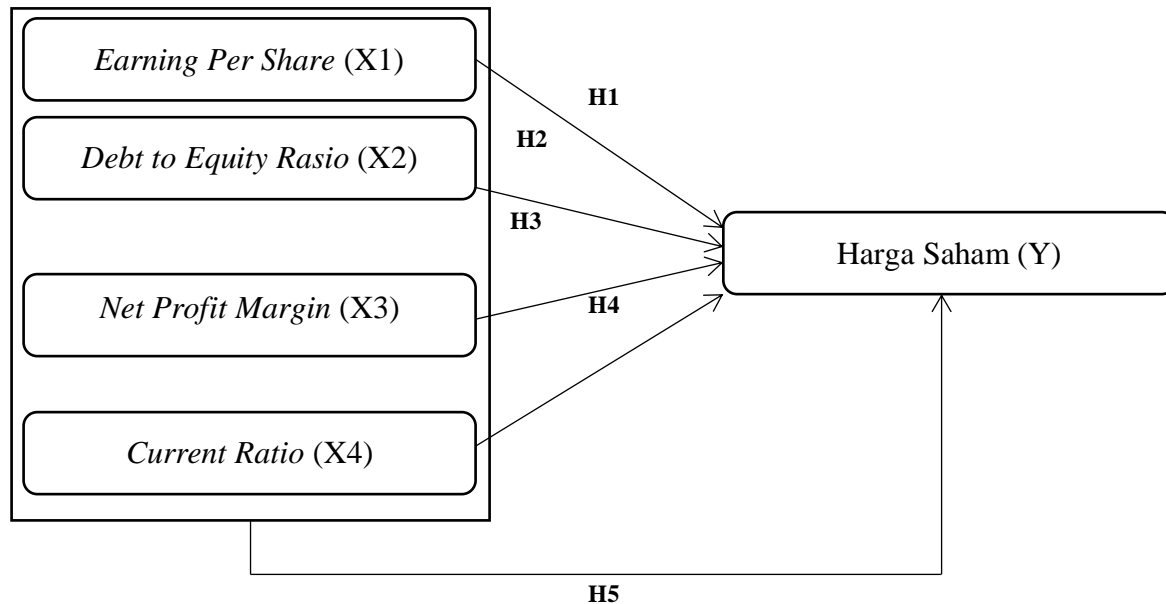 Earning Per Share (X1)
H1
H2
Debt to Equity Rasio (X2)
H3
Harga Saham (Y)
Net Profit Margin (X3)
H4
Current Ratio (X4)
H5